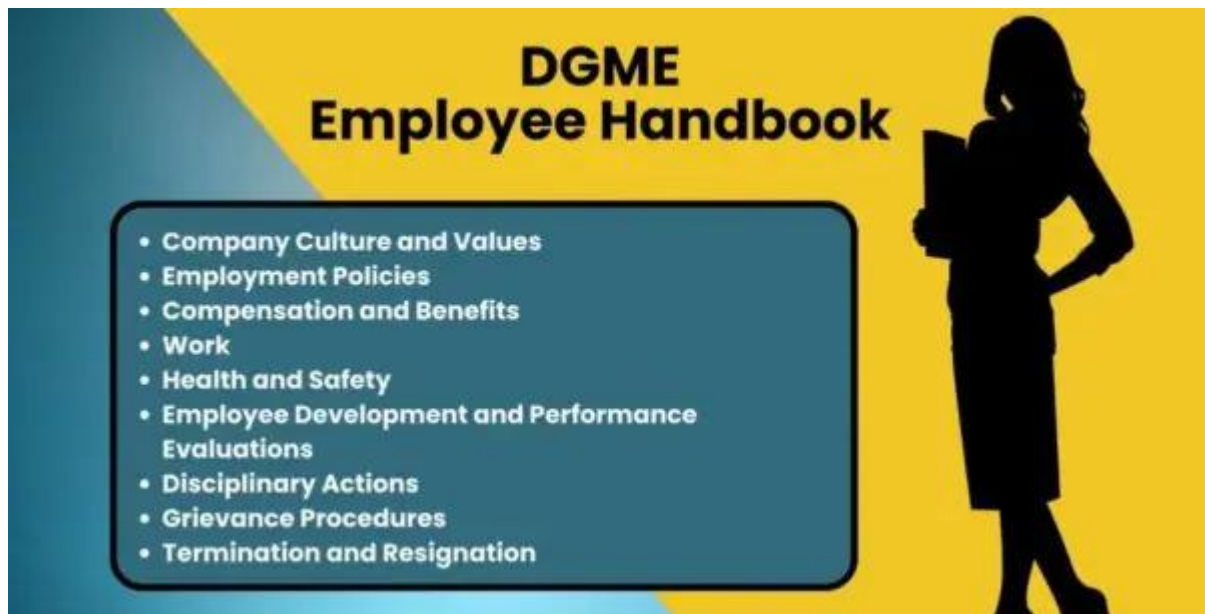 DGME
Employee Handbook
• Company Culture and Values
• Employment Policies
• Compensation and Benefits
• Work
• Health and Safety
• Employee Development and Performance
Evaluations
• Disciplinary Actions
• Grievance Procedures
• Termination and Resignation